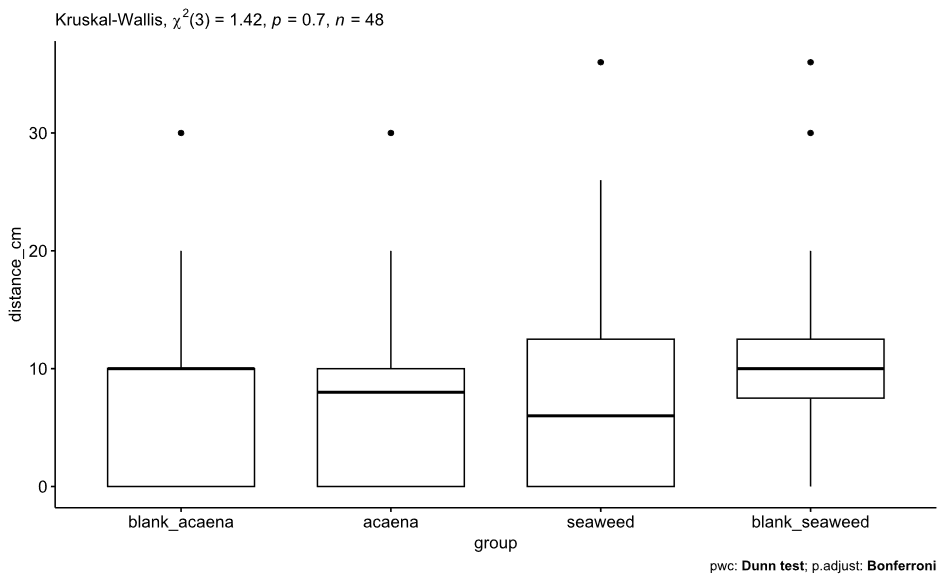 Kruskal-Wallis, χ²(3) = 1.42, p = 0.7, n = 48
distance_cm
30
20
10
0
blank_acaena acaena seaweed blank_seaweed
group
pwc: Dunn test; p.adjust: Bonferroni